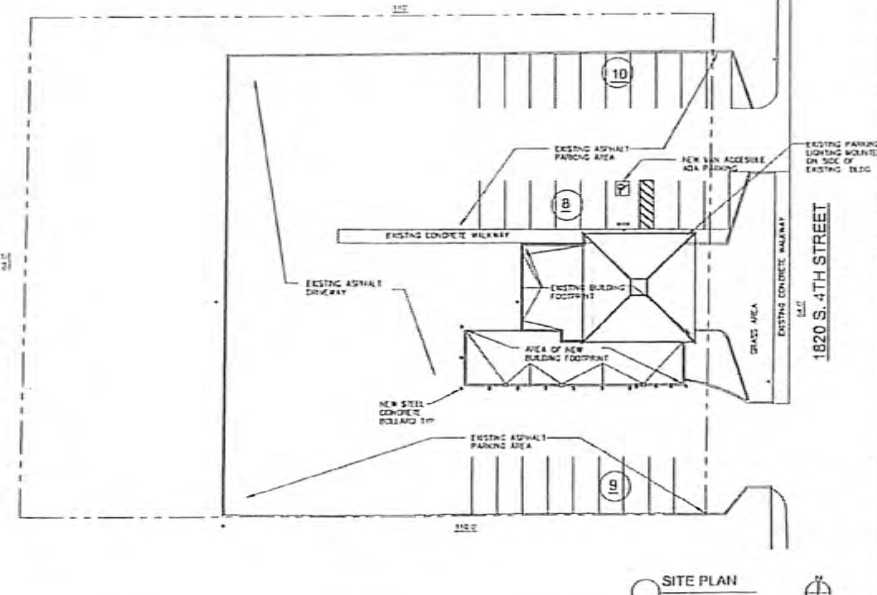 10
EXISTING ASPHALT
PARKING AREA
NEW VAN ACCESIBLE
ADA PARKING
EXISTING PARKING
LIGHTING MOUNTED
ON SIDE OF
EXISTING BLDG
8
EXISTING CONCRETE WALKWAY
EXISTING ASPHALT
DRIVEWAY
EXISTING BUILDING
FOOTPRINT
AREA OF NEW
BUILDING FOOTPRINT
GRASS AREA
EXISTING CONCRETE WALKWAY
1820 S. 4TH STREET
NEW STEEL
CONCRETE
BOLLARD TYP.
EXISTING ASPHALT
PARKING AREA
9
SITE PLAN
N